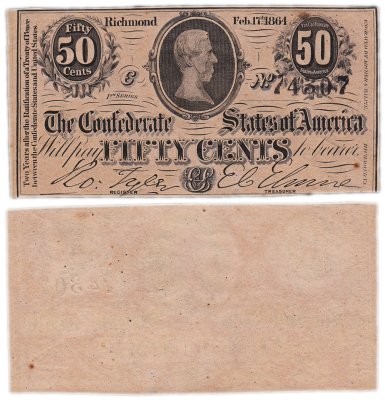 Richmond Feb. 17th 1864
Fifty
50
Cents
50
1st SERIES
No 74307
Two Years after the Ratification of a Treaty of Peace
between the Confederate States and United States
The Confederate States of America
Will pay FIFTY CENTS to bearer
Ro. Tyler
REGISTER
E C Elmore
TREASURER